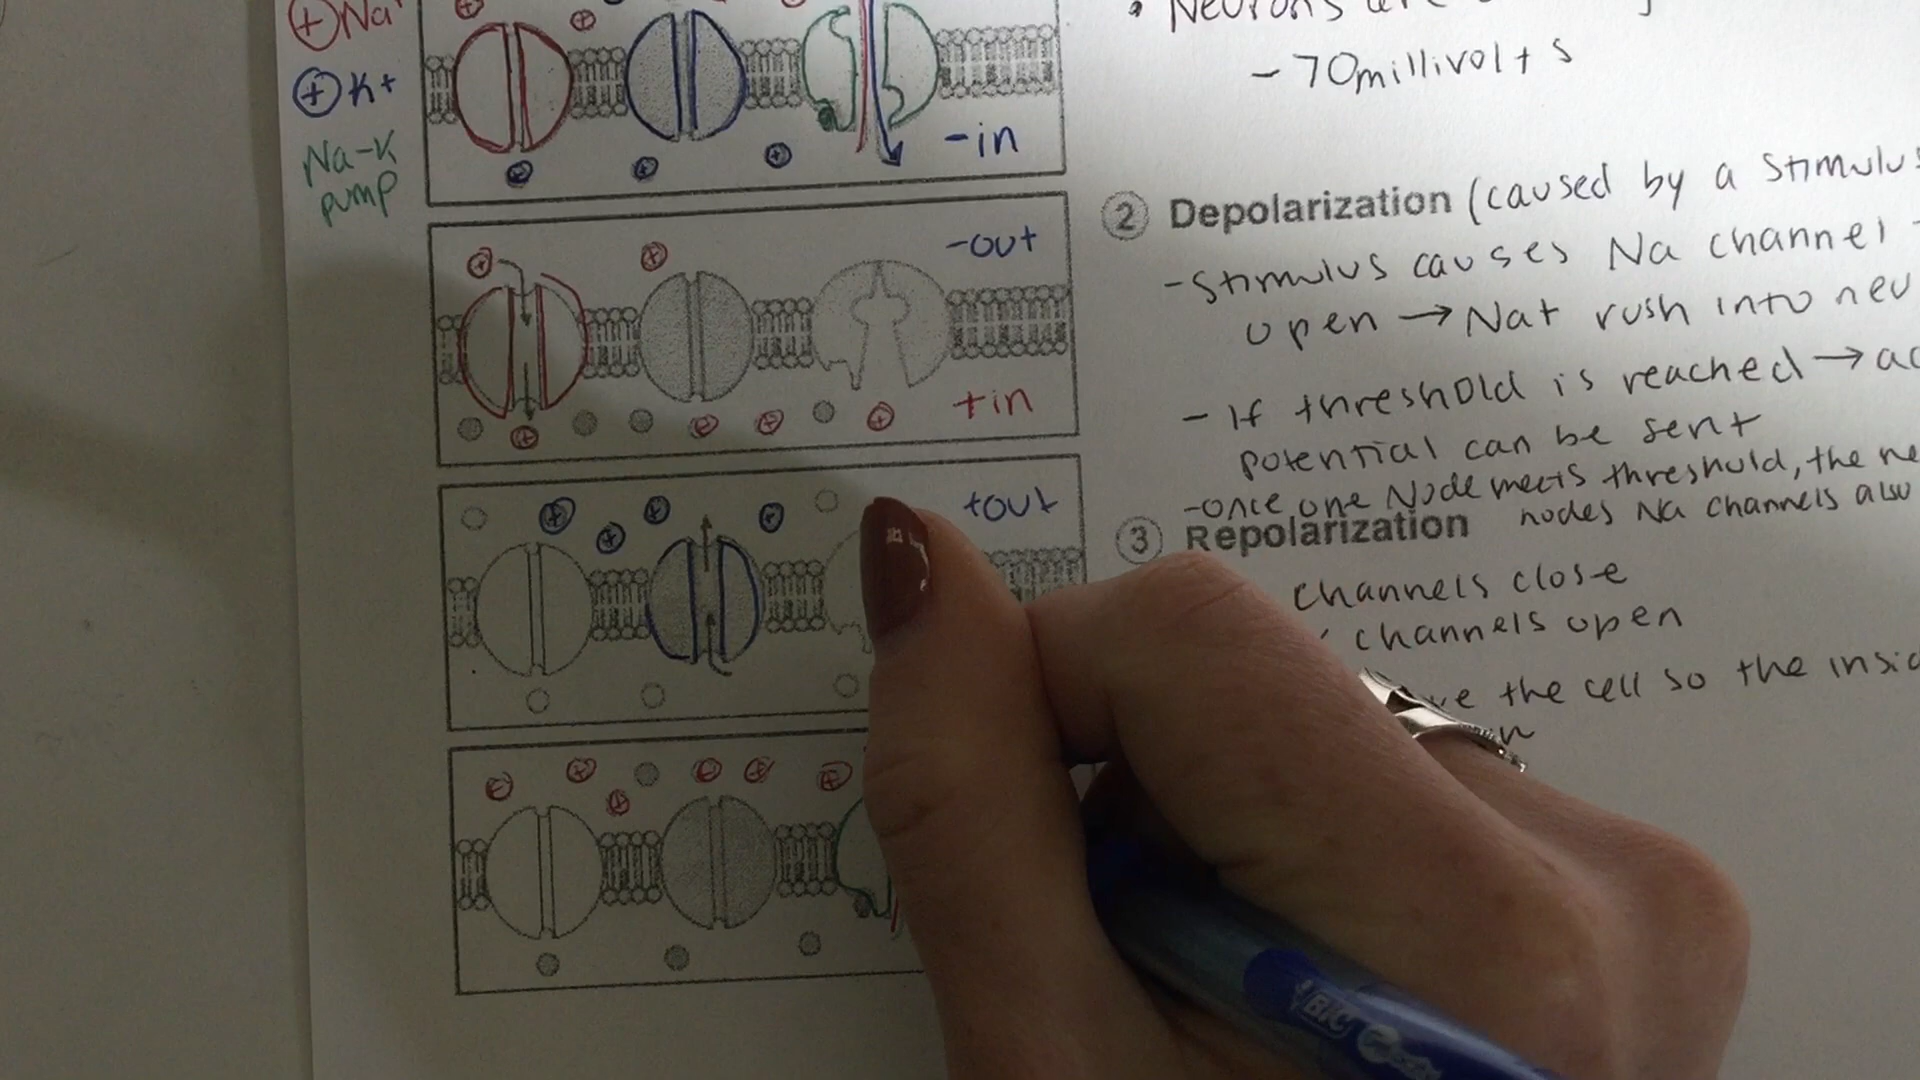 + Na+
+ K+
Na-K
pump
-in
-out
+in
+out
• Neurons are
-70millivolts
2 Depolarization (caused by a stimulus
-stimulus causes Na channel
open → Na+ rush into neu
- If threshold is reached →
potential can be sent
-once one Node meets threshold, the ne
nodes Na channels also
3 Repolarization
channels close
channels open
the cell so the insid
BIC